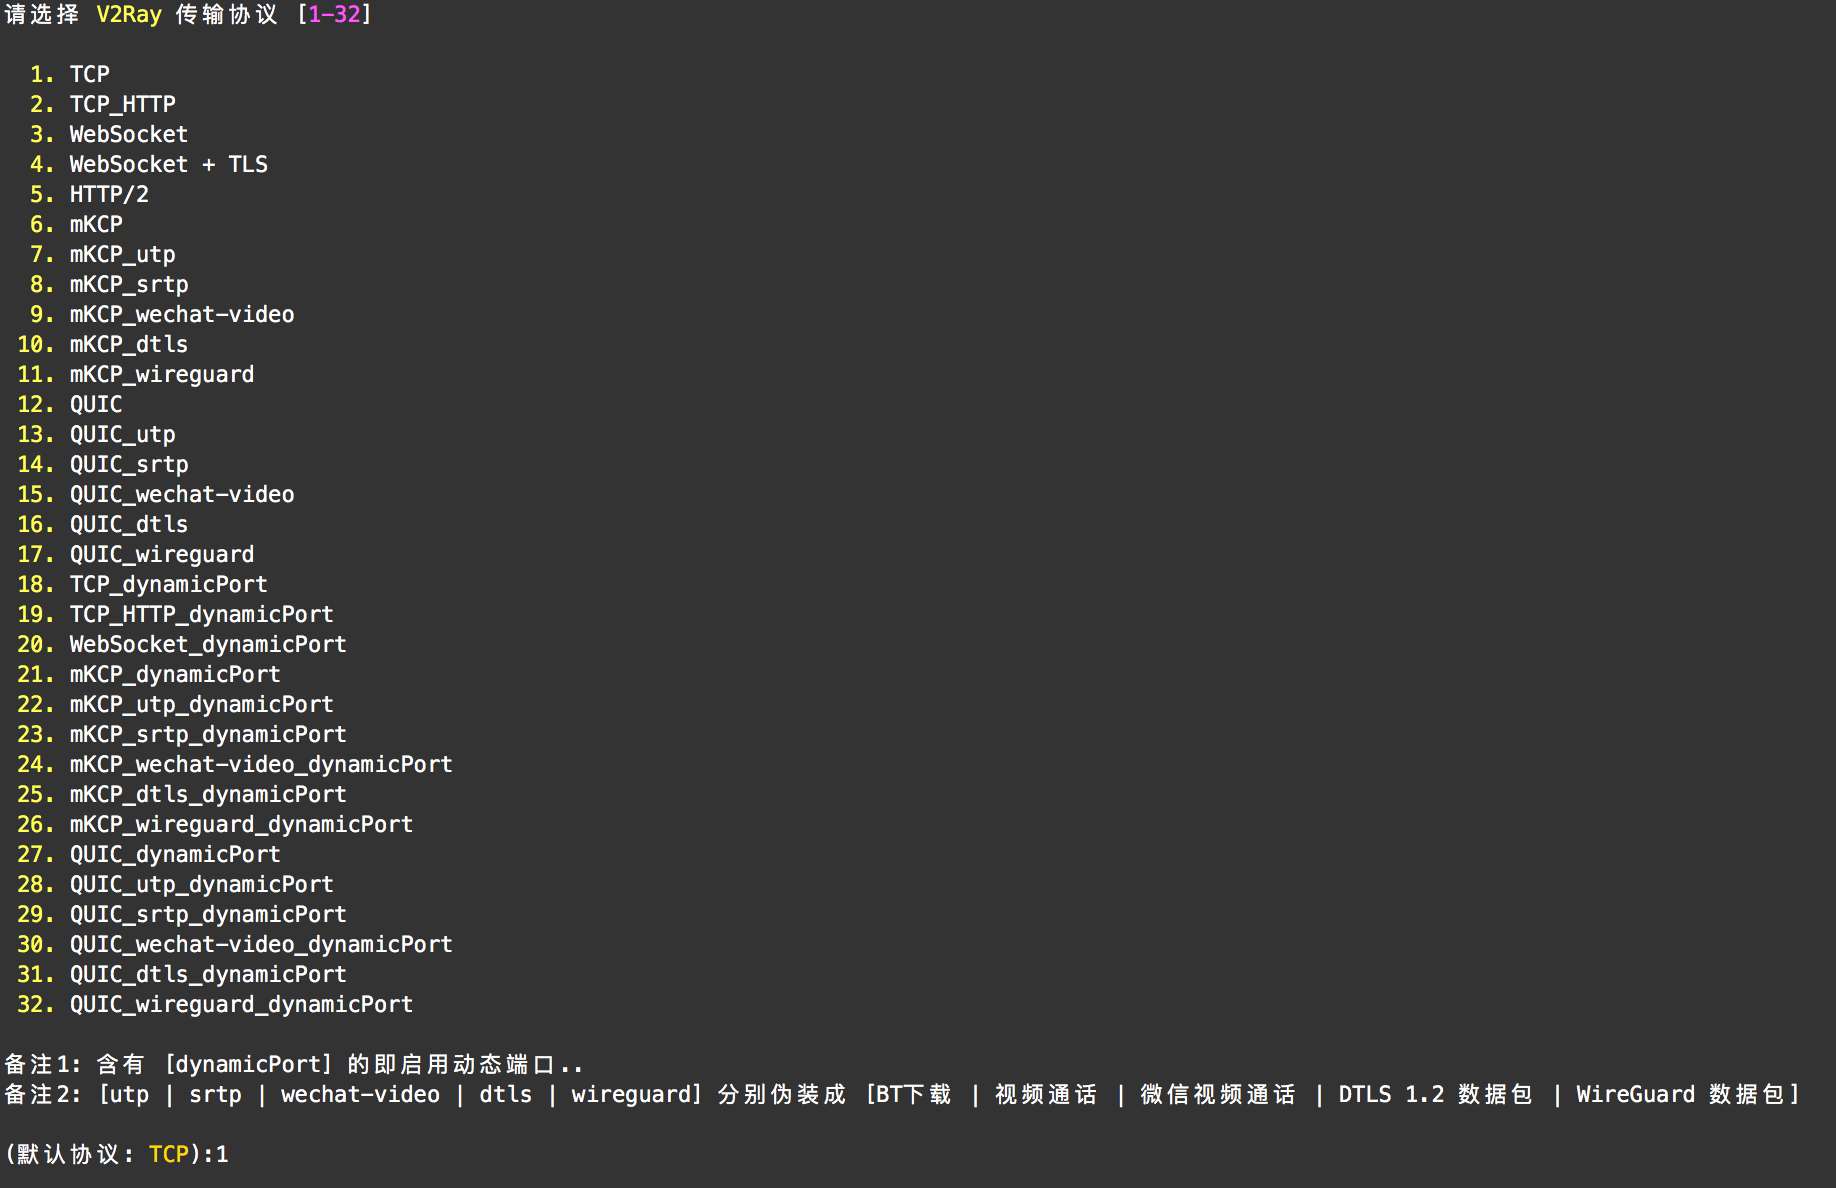 请选择 V2Ray 传输协议 [1-32]
1. TCP
2. TCP_HTTP
3. WebSocket
4. WebSocket + TLS
5. HTTP/2
6. mKCP
7. mKCP_utp
8. mKCP_srtp
9. mKCP_wechat-video
10. mKCP_dtls
11. mKCP_wireguard
12. QUIC
13. QUIC_utp
14. QUIC_srtp
15. QUIC_wechat-video
16. QUIC_dtls
17. QUIC_wireguard
18. TCP_dynamicPort
19. TCP_HTTP_dynamicPort
20. WebSocket_dynamicPort
21. mKCP_dynamicPort
22. mKCP_utp_dynamicPort
23. mKCP_srtp_dynamicPort
24. mKCP_wechat-video_dynamicPort
25. mKCP_dtls_dynamicPort
26. mKCP_wireguard_dynamicPort
27. QUIC_dynamicPort
28. QUIC_utp_dynamicPort
29. QUIC_srtp_dynamicPort
30. QUIC_wechat-video_dynamicPort
31. QUIC_dtls_dynamicPort
32. QUIC_wireguard_dynamicPort
备注1: 含有 [dynamicPort] 的即启用动态端口..
备注2: [utp | srtp | wechat-video | dtls | wireguard] 分别伪装成 [BT下载 | 视频通话 | 微信视频通话 | DTLS 1.2 数据包 | WireGuard 数据包]
(默认协议: TCP):1